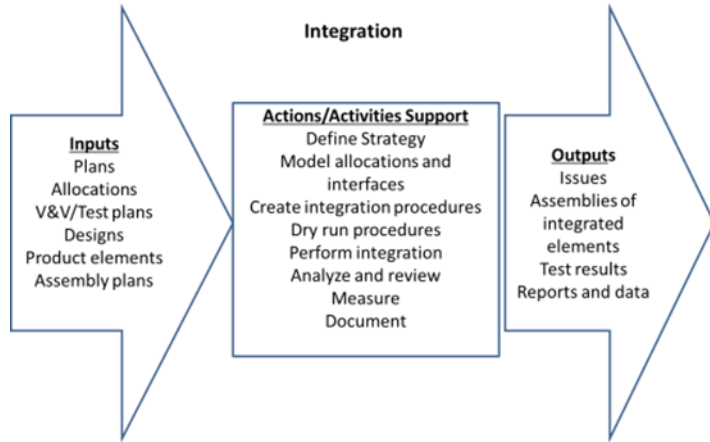 Integration
Inputs
Plans
Allocations
V&V/Test plans
Designs
Product elements
Assembly plans
Actions/Activities Support
Define Strategy
Model allocations and
interfaces
Create integration procedures
Dry run procedures
Perform integration
Analyze and review
Measure
Document
Outputs
Issues
Assemblies of
integrated
elements
Test results
Reports and data